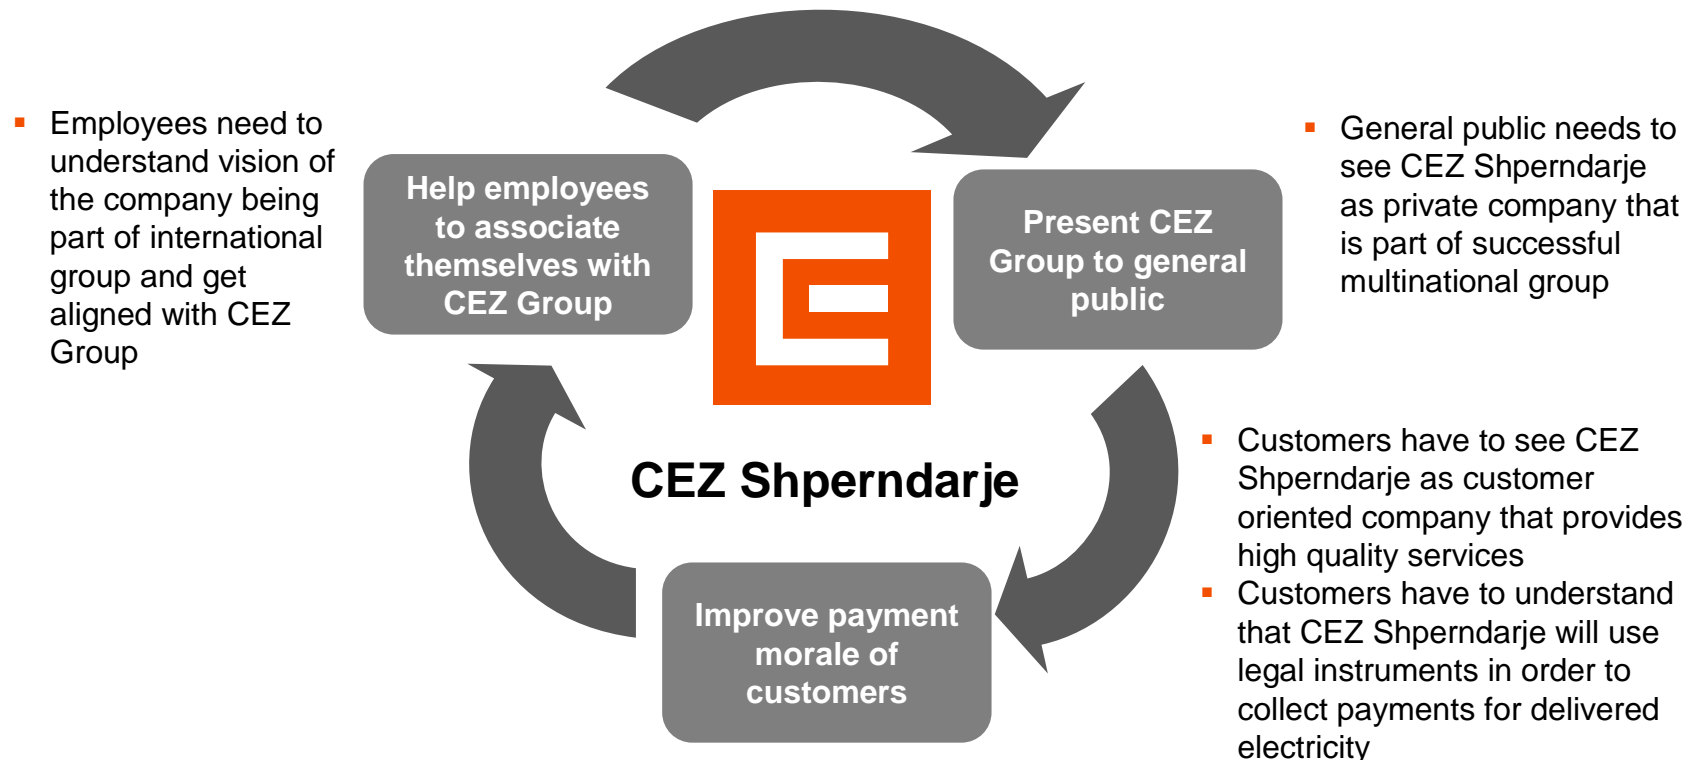 Employees need to
understand vision of
the company being
part of international
group and get
aligned with CEZ
Group
Help employees
to associate
themselves with
CEZ Group
Present CEZ
Group to general
public
General public needs to
see CEZ Shperndarje
as private company that
is part of successful
multinational group
CEZ Shperndarje
Improve payment
morale of
customers
Customers have to see CEZ
Shperndarje as customer
oriented company that provides
high quality services
Customers have to understand
that CEZ Shperndarje will use
legal instruments in order to
collect payments for delivered
electricity